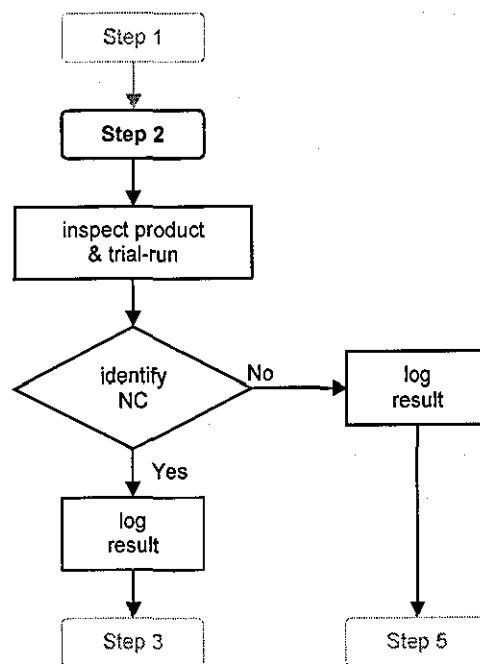 Step 1
Step 2
inspect product
& trial-run
identify
NC
No
log
result
Yes
log
result
Step 3
Step 5